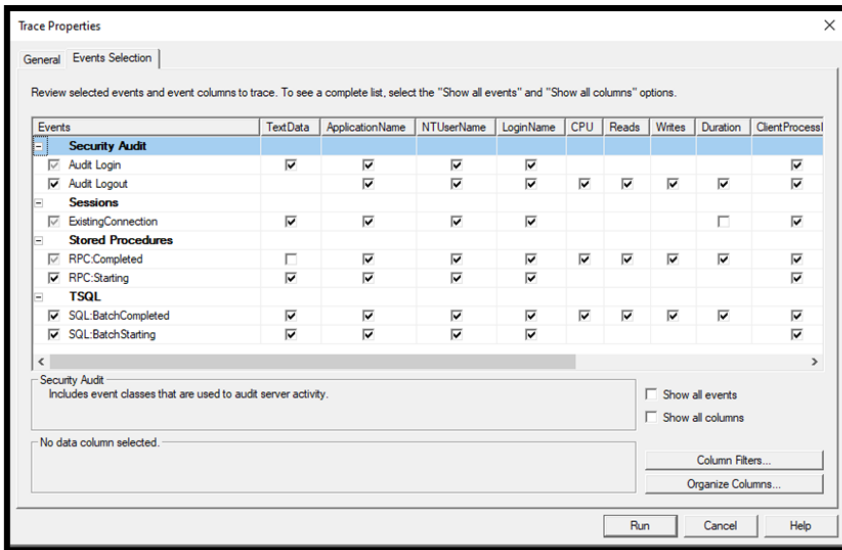 Trace Properties
General Events Selection
Review selected events and event columns to trace. To see a complete list, select the "Show all events" and "Show all columns" options.
Events TextData ApplicationName NTUserName LoginName CPU Reads Writes Duration ClientProcessI
Security Audit
Audit Login
Audit Logout
Sessions
ExistingConnection
Stored Procedures
RPC:Completed
RPC:Starting
TSQL
SQL:BatchCompleted
SQL:BatchStarting
Security Audit
Includes event classes that are used to audit server activity.
Show all events
Show all columns
No data column selected.
Column Filters...
Organize Columns...
Run Cancel Help